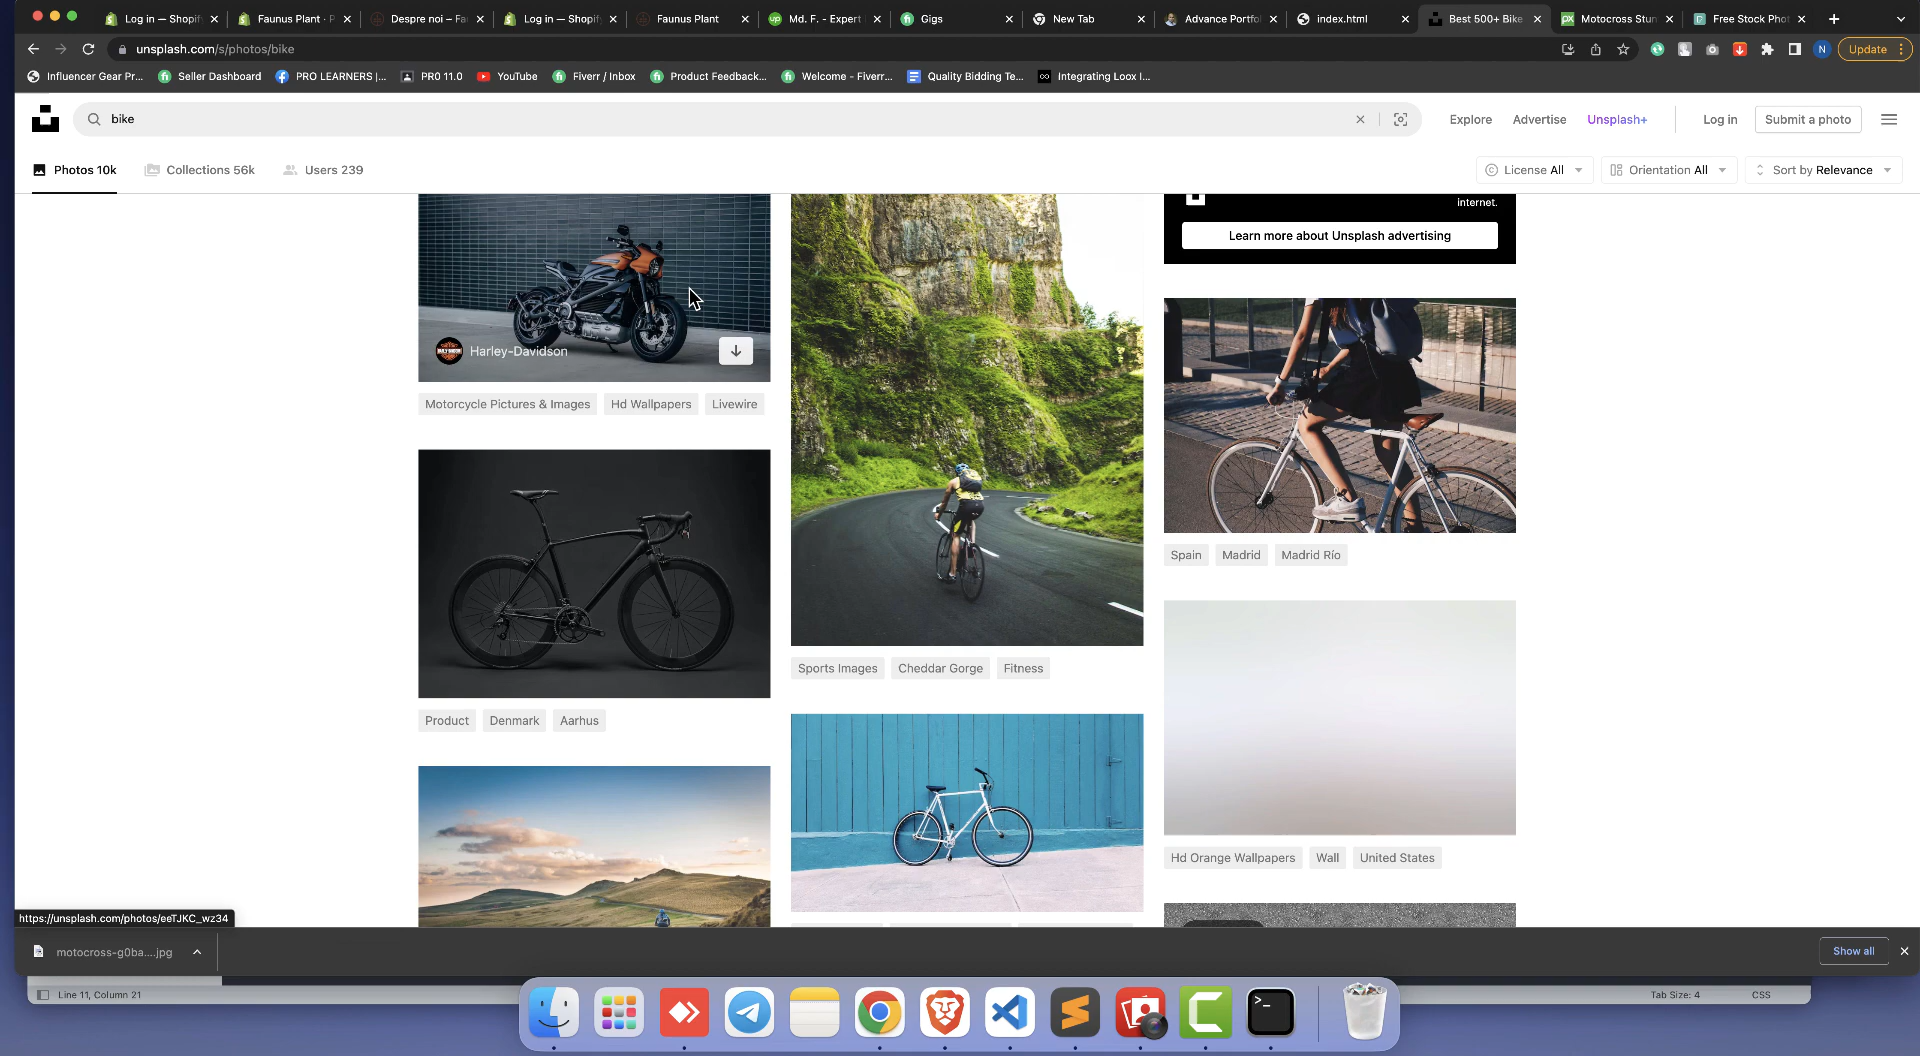 Log in — Shopif
Faunus Plant · P
Despre noi – Fa
Log in — Shopif
Faunus Plant
Md. F. - Expert
Gigs
New Tab
Advance Portfol
index.html
Best 500+ Bike
Motocross Stun
Free Stock Phot
unsplash.com/s/photos/bike
Update
Influencer Gear Pr...
Seller Dashboard
PRO LEARNERS |...
PRO 11.0
YouTube
Fiverr / Inbox
Product Feedback...
Welcome - Fiverr...
Quality Bidding Te...
Integrating Loox I...
bike
Explore
Advertise
Unsplash+
Log in
Submit a photo
Photos 10k
Collections 56k
Users 239
License All
Orientation All
Sort by Relevance
internet.
Learn more about Unsplash advertising
Harley-Davidson
Motorcycle Pictures & Images
Hd Wallpapers
Livewire
Spain
Madrid
Madrid Río
Sports Images
Cheddar Gorge
Fitness
Product
Denmark
Aarhus
Hd Orange Wallpapers
Wall
United States
https://unsplash.com/photos/eeTJKC_wz34
motocross-g0ba....jpg
Show all
Line 11, Column 21
Tab Size: 4
CSS